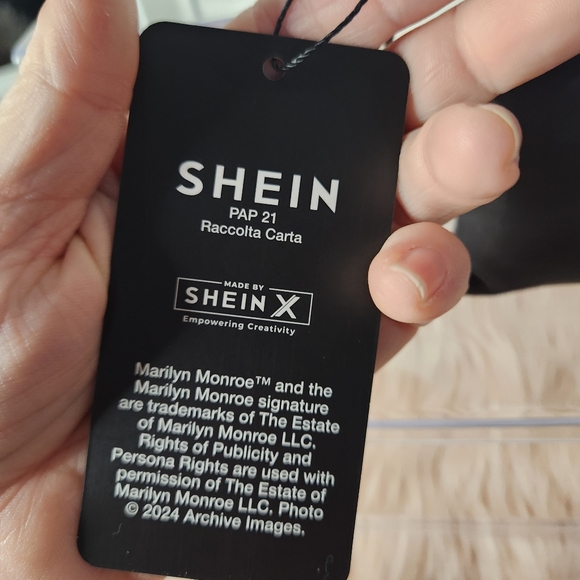 SHEIN
PAP 21
Raccolta Carta
MADE BY
SHEIN X
Empowering Creativity
Marilyn Monroe™ and the
Marilyn Monroe signature
are trademarks of The Estate
of Marilyn Monroe LLC.
Rights of Publicity and
Persona Rights are used with
permission of The Estate of
Marilyn Monroe LLC. Photo
© 2024 Archive Images.